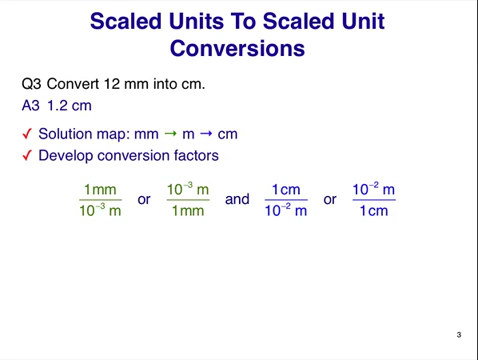 Scaled Units To Scaled Unit
Conversions
Q3 Convert 12 mm into cm.
A3 1.2 cm
✓ Solution map: mm → m → cm
✓ Develop conversion factors
1mm/10⁻³ m or 10⁻³ m/1mm and 1cm/10⁻² m or 10⁻² m/1cm
3